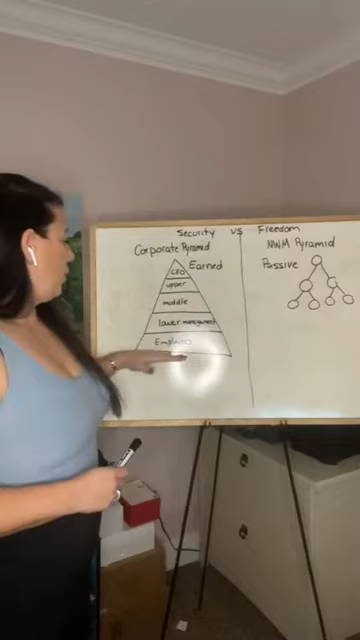 Security vs Freedom
Corporate Pyramid
NWM Pyramid
CEO
Earned
Passive
upper
middle
lower management
Employees